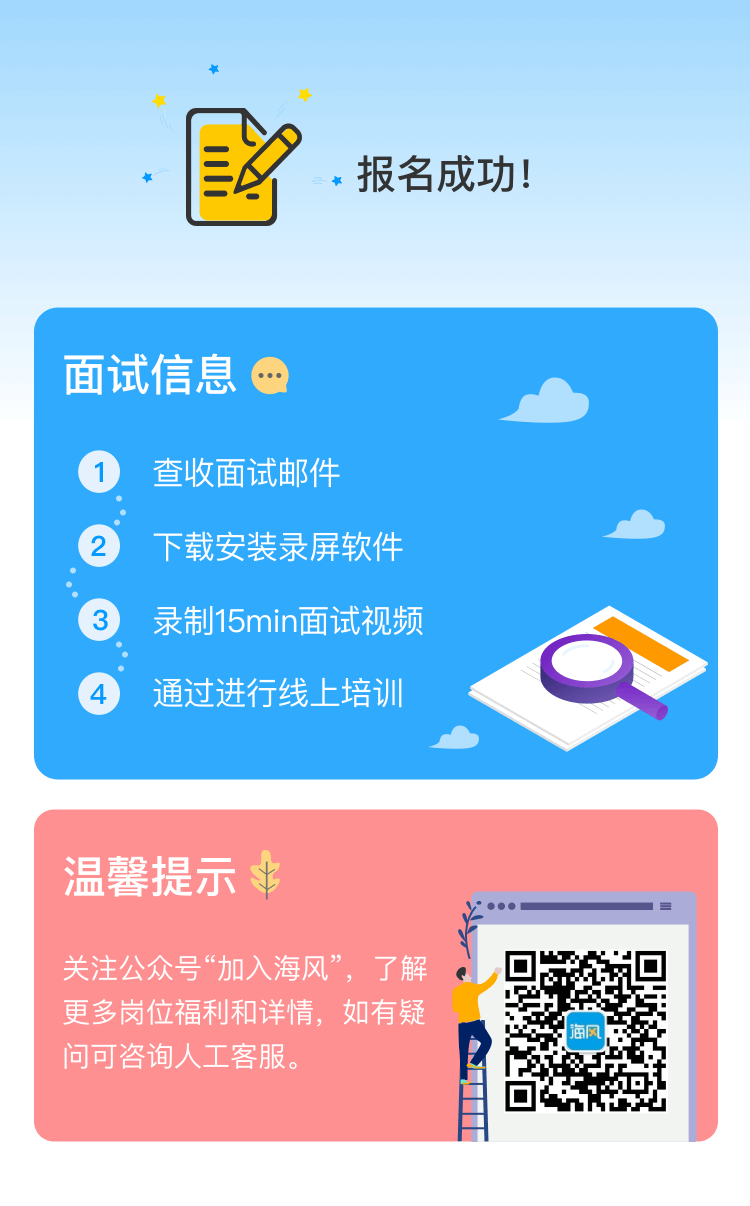 报名成功！
面试信息
1 查收面试邮件
2 下载安装录屏软件
3 录制15min面试视频
4 通过进行线上培训
温馨提示
关注公众号“加入海风”，了解
更多岗位福利和详情，如有疑
问可咨询人工客服。
海风